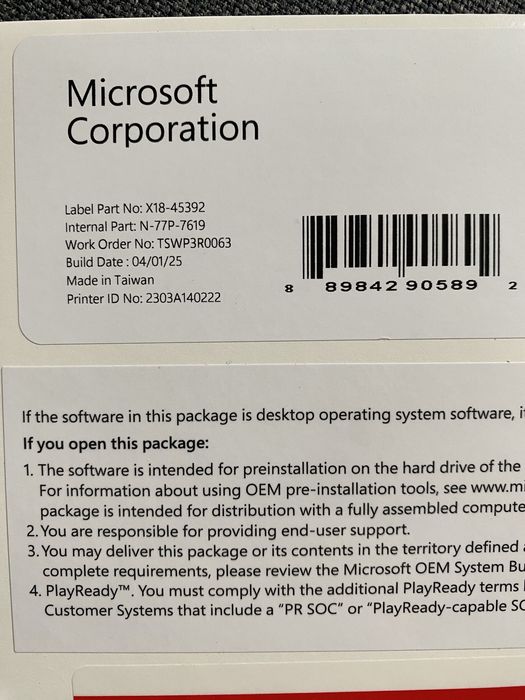 Microsoft
Corporation
Label Part No: X18-45392
Internal Part: N-77P-7619
Work Order No: TSWP3R0063
Build Date : 04/01/25
Made in Taiwan
Printer ID No: 2303A140222
8 89842 90589 2
If the software in this package is desktop operating system software,
If you open this package:
1. The software is intended for preinstallation on the hard drive of the
For information about using OEM pre-installation tools, see
package is intended for distribution with a fully assembled
2. You are responsible for providing end-user support.
3. You may deliver this package or its contents in the territory defined
complete requirements, please review the Microsoft OEM System
4. PlayReady™. You must comply with the additional PlayReady terms
Customer Systems that include a "PR SOC" or "PlayReady-capable